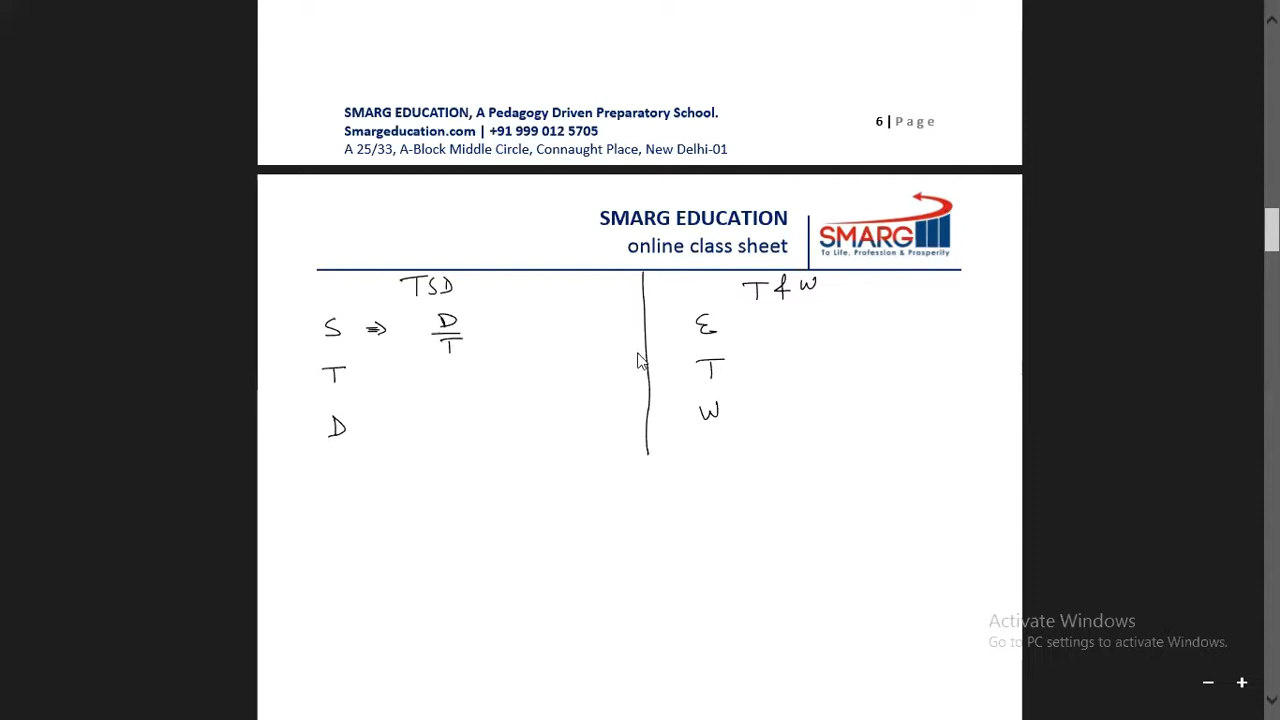 SMARG EDUCATION, A Pedagogy Driven Preparatory School.
Smargeducation.com | +91 999 012 5705
A 25/33, A-Block Middle Circle, Connaught Place, New Delhi-01
6 | Page
SMARG EDUCATION
online class sheet
SMARG
To Life, Profession & Prosperity
TSD
S ⇒ D/T
T
D
T & W
E
T
W
Activate Windows
Go to PC settings to activate Windows.